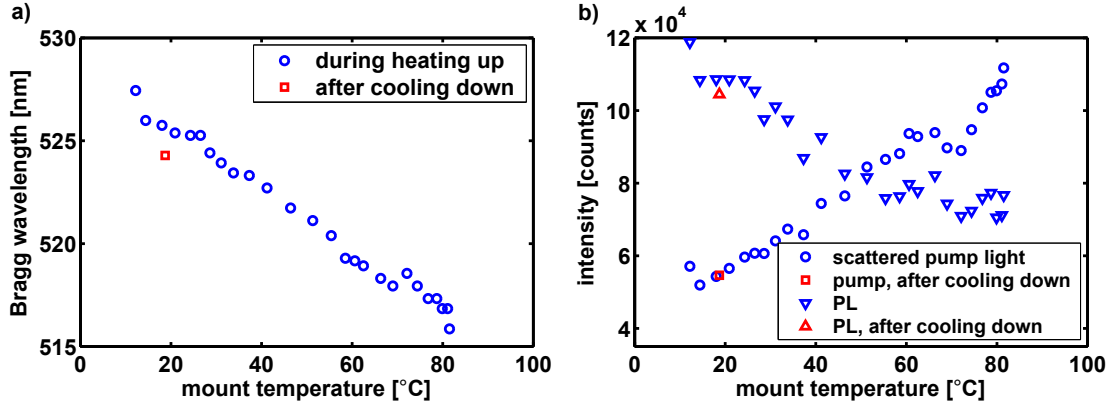 a)
530
525
520
515
Bragg wavelength [nm]
during heating up
after cooling down
0
20
40
60
80
100
mount temperature [°C]
b)
x 10⁴
12
10
8
6
4
intensity [counts]
scattered pump light
pump, after cooling down
PL
PL, after cooling down
0
20
40
60
80
100
mount temperature [°C]